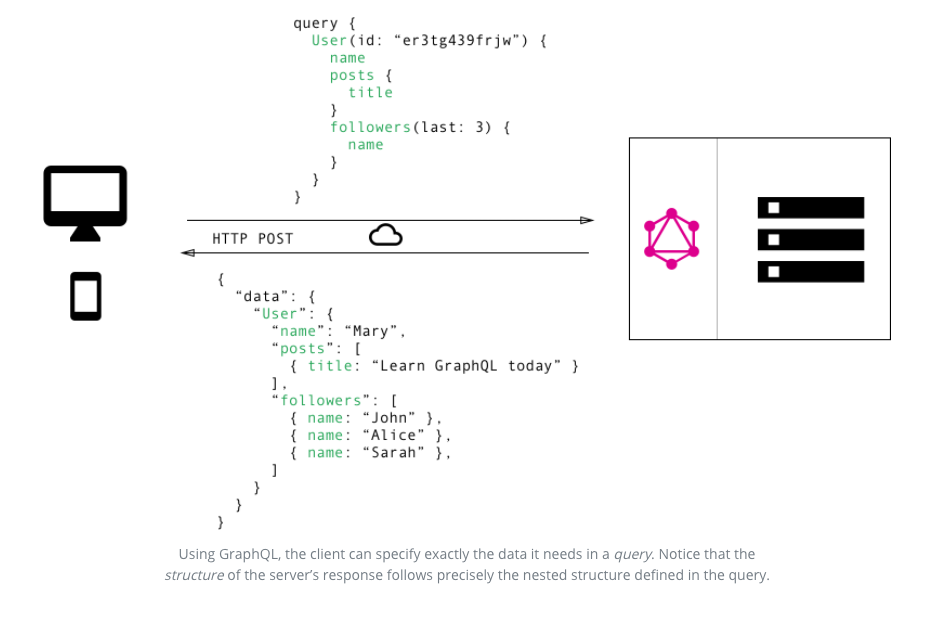 query {
User(id: “er3tg439frjw”) {
name
posts {
title
}
followers(last: 3) {
name
}
}
}
HTTP POST
{
“data”: {
“User”: {
“name”: “Mary”,
“posts”: [
{ title: “Learn GraphQL today” }
],
“followers”: [
{ name: “John” },
{ name: “Alice” },
{ name: “Sarah” },
]
}
}
}
Using GraphQL, the client can specify exactly the data it needs in a query. Notice that the
structure of the server’s response follows precisely the nested structure defined in the query.